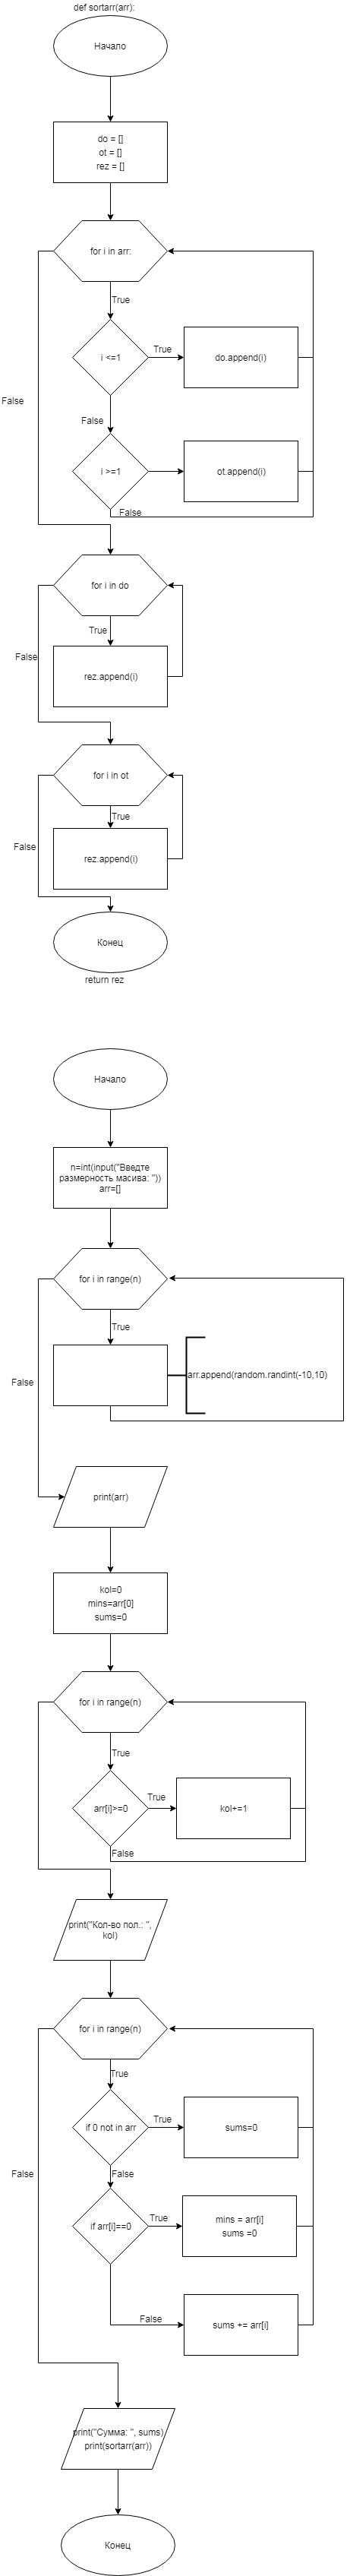 def sortarr(arr):
Начало
do = []
ot = []
rez = []
for i in arr:
True
i <=1
True
do.append(i)
False
False
i >=1
ot.append(i)
False
for i in do
True
False
rez.append(i)
for i in ot
True
False
rez.append(i)
Конец
return rez
Начало
n=int(input("Введте
размерность масива: "))
arr=[]
for i in range(n)
True
False
arr.append(random.randint(-10,10)
print(arr)
kol=0
mins=arr[0]
sums=0
for i in range(n)
True
arr[i]>=0
True
kol+=1
False
print("Кол-во пол.: ",
kol)
for i in range(n)
True
if 0 not in arr
True
sums=0
False
False
if arr[i]==0
True
mins = arr[i]
sums =0
False
sums += arr[i]
print("Сумма: ", sums)
print(sortarr(arr))
Конец